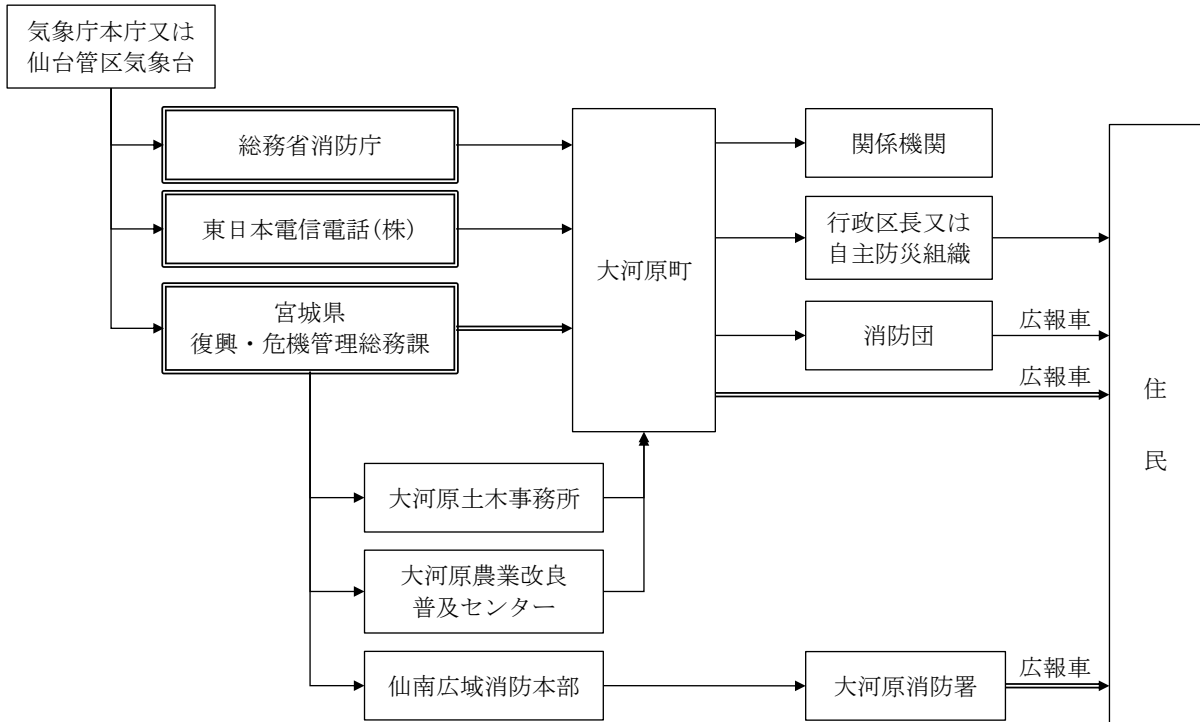 気象庁本庁又は
仙台管区気象台
総務省消防庁
東日本電信電話(株)
宮城県
復興・危機管理総務課
大河原町
関係機関
行政区長又は
自主防災組織
消防団
広報車
広報車
住
民
大河原土木事務所
大河原農業改良
普及センター
仙南広域消防本部
大河原消防署
広報車